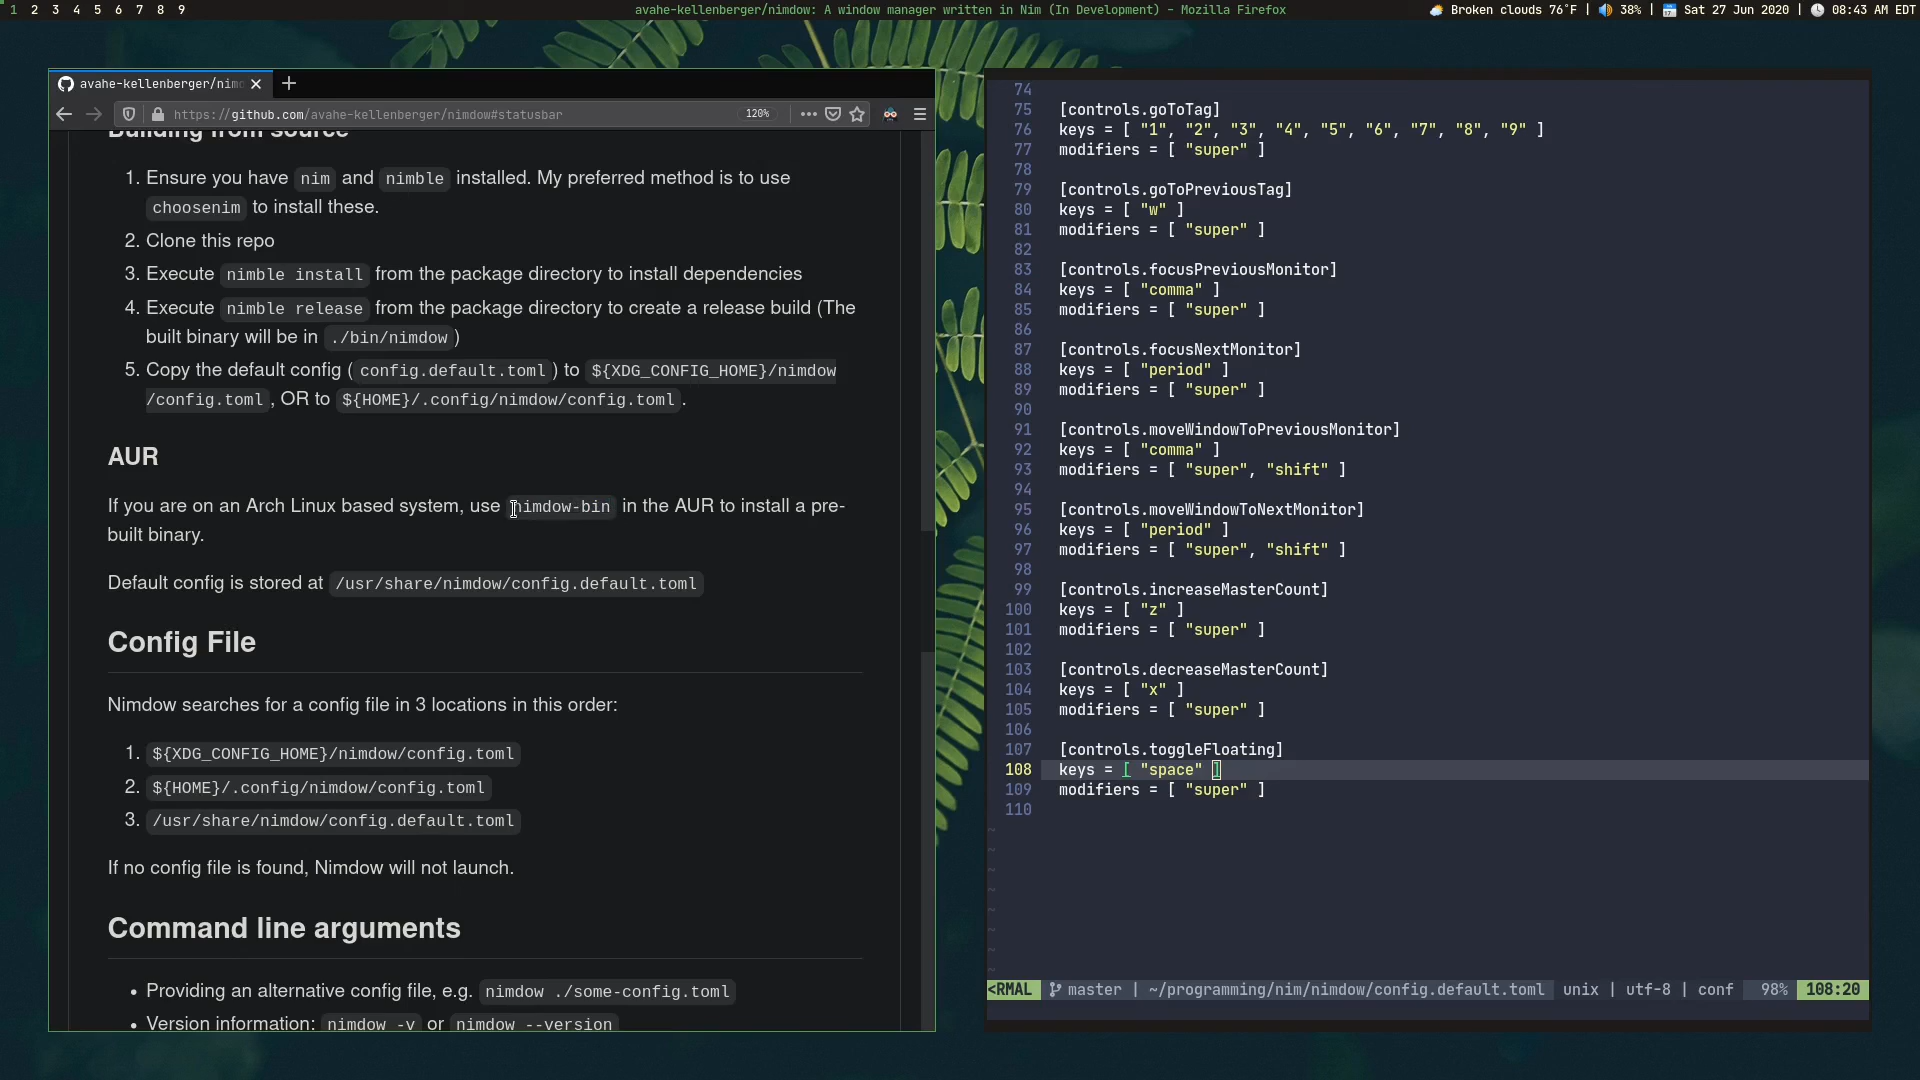 1 2 3 4 5 6 7 8 9
avahe-kellenberger/nimdow: A window manager written in Nim (In Development) - Mozilla Firefox
Broken clouds 76°F | 38% | Sat 27 Jun 2020 | 08:43 AM EDT
avahe-kellenberger/nimd
https://github.com/avahe-kellenberger/nimdow#statusbar
120%
Building from source
1. Ensure you have nim and nimble installed. My preferred method is to use
choosenim to install these.
2. Clone this repo
3. Execute nimble install from the package directory to install dependencies
4. Execute nimble release from the package directory to create a release build (The
built binary will be in ./bin/nimdow )
5. Copy the default config ( config.default.toml ) to ${XDG_CONFIG_HOME}/nimdow
/config.toml , OR to ${HOME}/.config/nimdow/config.toml .
AUR
If you are on an Arch Linux based system, use nimdow-bin in the AUR to install a pre-
built binary.
Default config is stored at /usr/share/nimdow/config.default.toml
Config File
Nimdow searches for a config file in 3 locations in this order:
1. ${XDG_CONFIG_HOME}/nimdow/config.toml
2. ${HOME}/.config/nimdow/config.toml
3. /usr/share/nimdow/config.default.toml
If no config file is found, Nimdow will not launch.
Command line arguments
• Providing an alternative config file, e.g. nimdow ./some-config.toml
• Version information: nimdow -v or nimdow --version
74
75 [controls.goToTag]
76 keys = [ "1", "2", "3", "4", "5", "6", "7", "8", "9" ]
77 modifiers = [ "super" ]
78
79 [controls.goToPreviousTag]
80 keys = [ "w" ]
81 modifiers = [ "super" ]
82
83 [controls.focusPreviousMonitor]
84 keys = [ "comma" ]
85 modifiers = [ "super" ]
86
87 [controls.focusNextMonitor]
88 keys = [ "period" ]
89 modifiers = [ "super" ]
90
91 [controls.moveWindowToPreviousMonitor]
92 keys = [ "comma" ]
93 modifiers = [ "super", "shift" ]
94
95 [controls.moveWindowToNextMonitor]
96 keys = [ "period" ]
97 modifiers = [ "super", "shift" ]
98
99 [controls.increaseMasterCount]
100 keys = [ "z" ]
101 modifiers = [ "super" ]
102
103 [controls.decreaseMasterCount]
104 keys = [ "x" ]
105 modifiers = [ "super" ]
106
107 [controls.toggleFloating]
108 keys = [ "space" ]
109 modifiers = [ "super" ]
110
~
~
~
~
~
~
~
~
<RMAL master | ~/programming/nim/nimdow/config.default.toml unix | utf-8 | conf 98% 108:20